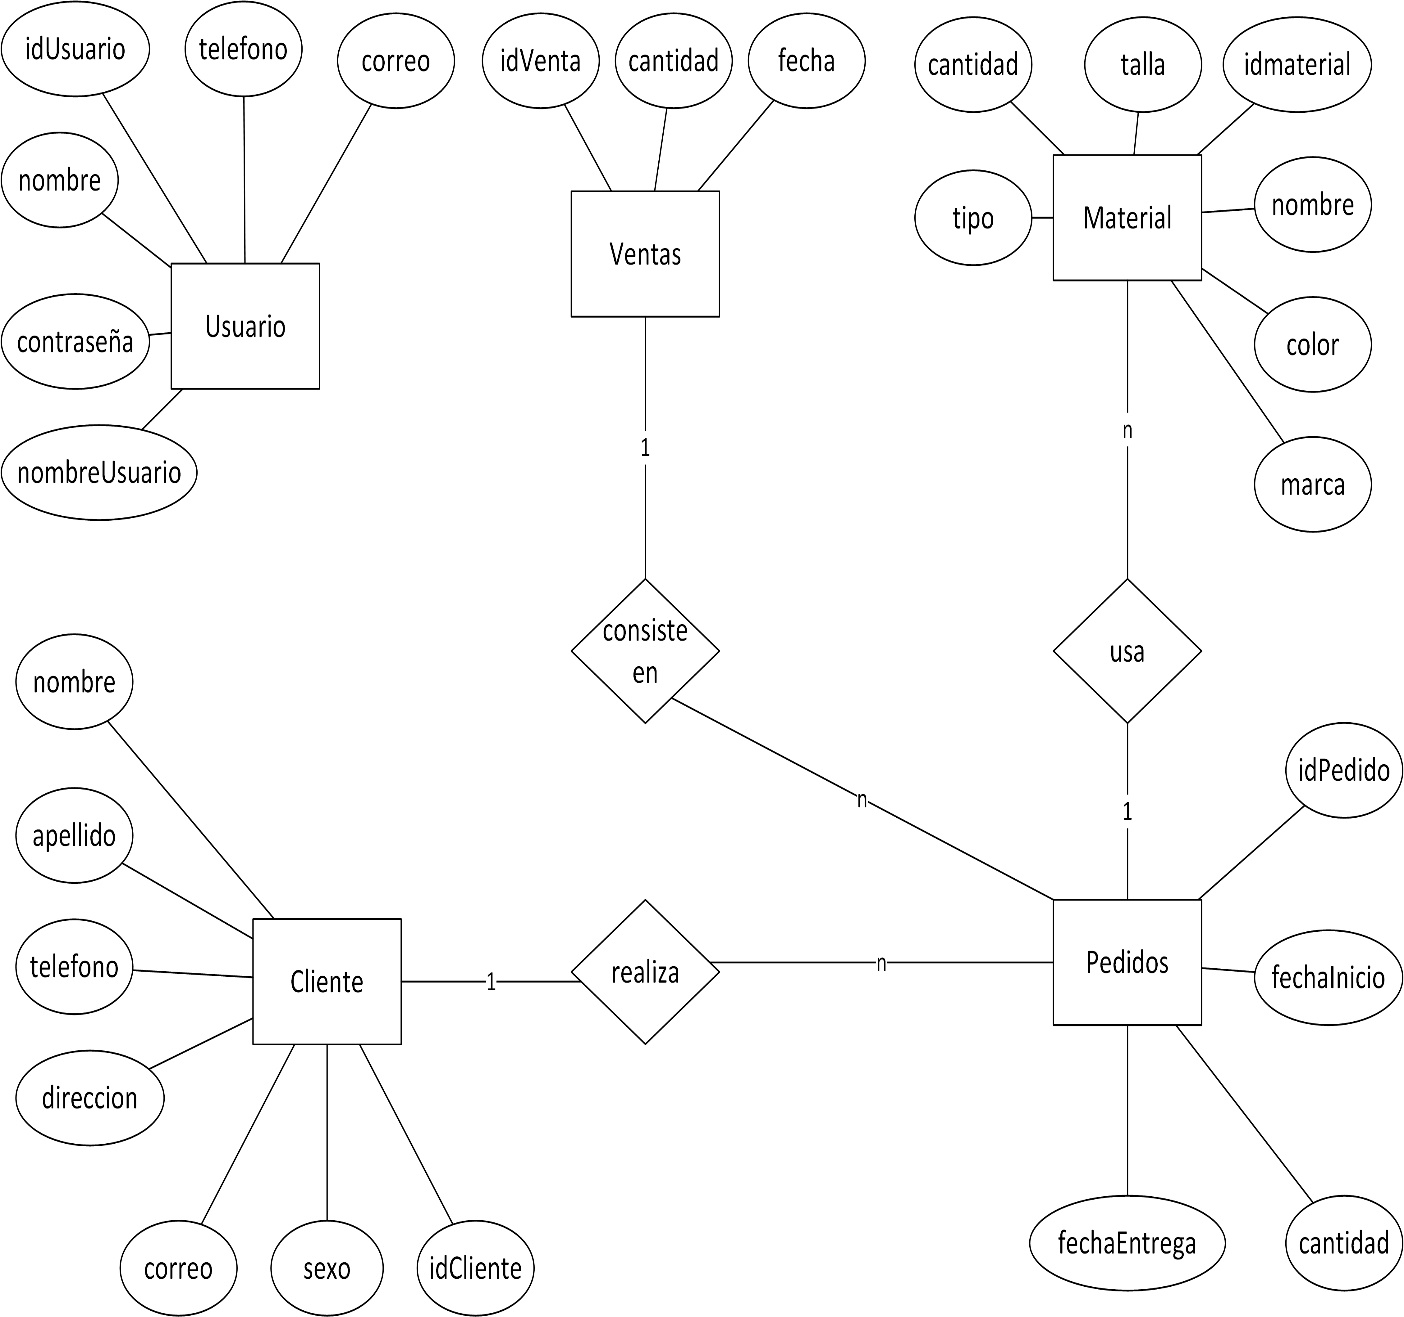 idUsuario
telefono
correo
nombre
contraseña
nombreUsuario
Usuario
idVenta
cantidad
fecha
Ventas
cantidad
talla
idmaterial
tipo
Material
nombre
color
marca
1
n
consiste
en
usa
n
1
nombre
apellido
telefono
direccion
Cliente
correo
sexo
idCliente
1
realiza
n
Pedidos
idPedido
fechaInicio
fechaEntrega
cantidad